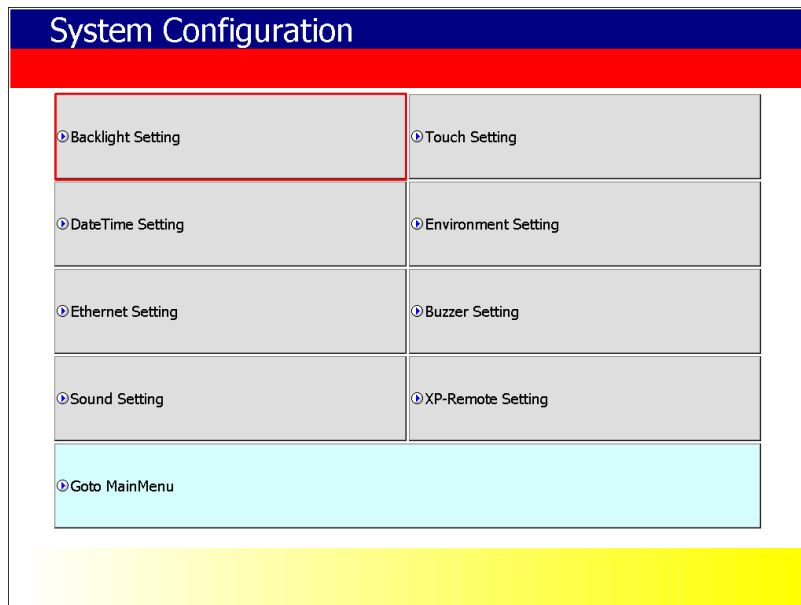 System Configuration
Backlight Setting
Touch Setting
DateTime Setting
Environment Setting
Ethernet Setting
Buzzer Setting
Sound Setting
XP-Remote Setting
Goto MainMenu